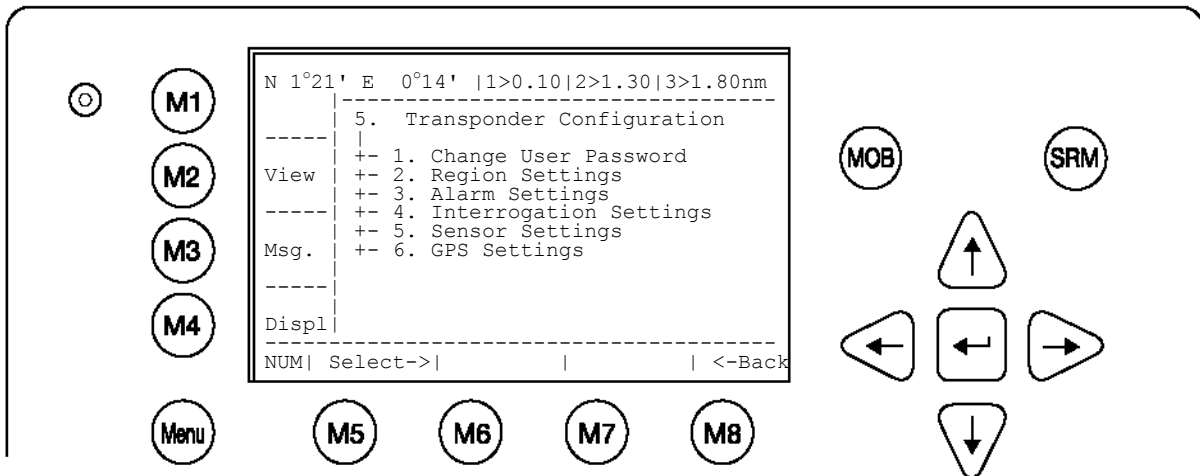 N 1°21' E 0°14' |1>0.10|2>1.30|3>1.80nm
5. Transponder Configuration
+- 1. Change User Password
View +- 2. Region Settings
+- 3. Alarm Settings
+- 4. Interrogation Settings
+- 5. Sensor Settings
Msg. +- 6. GPS Settings
Displ
NUM| Select->| | | <-Back
M1
M2
M3
M4
Menu
M5 M6 M7 M8
MOB SRM